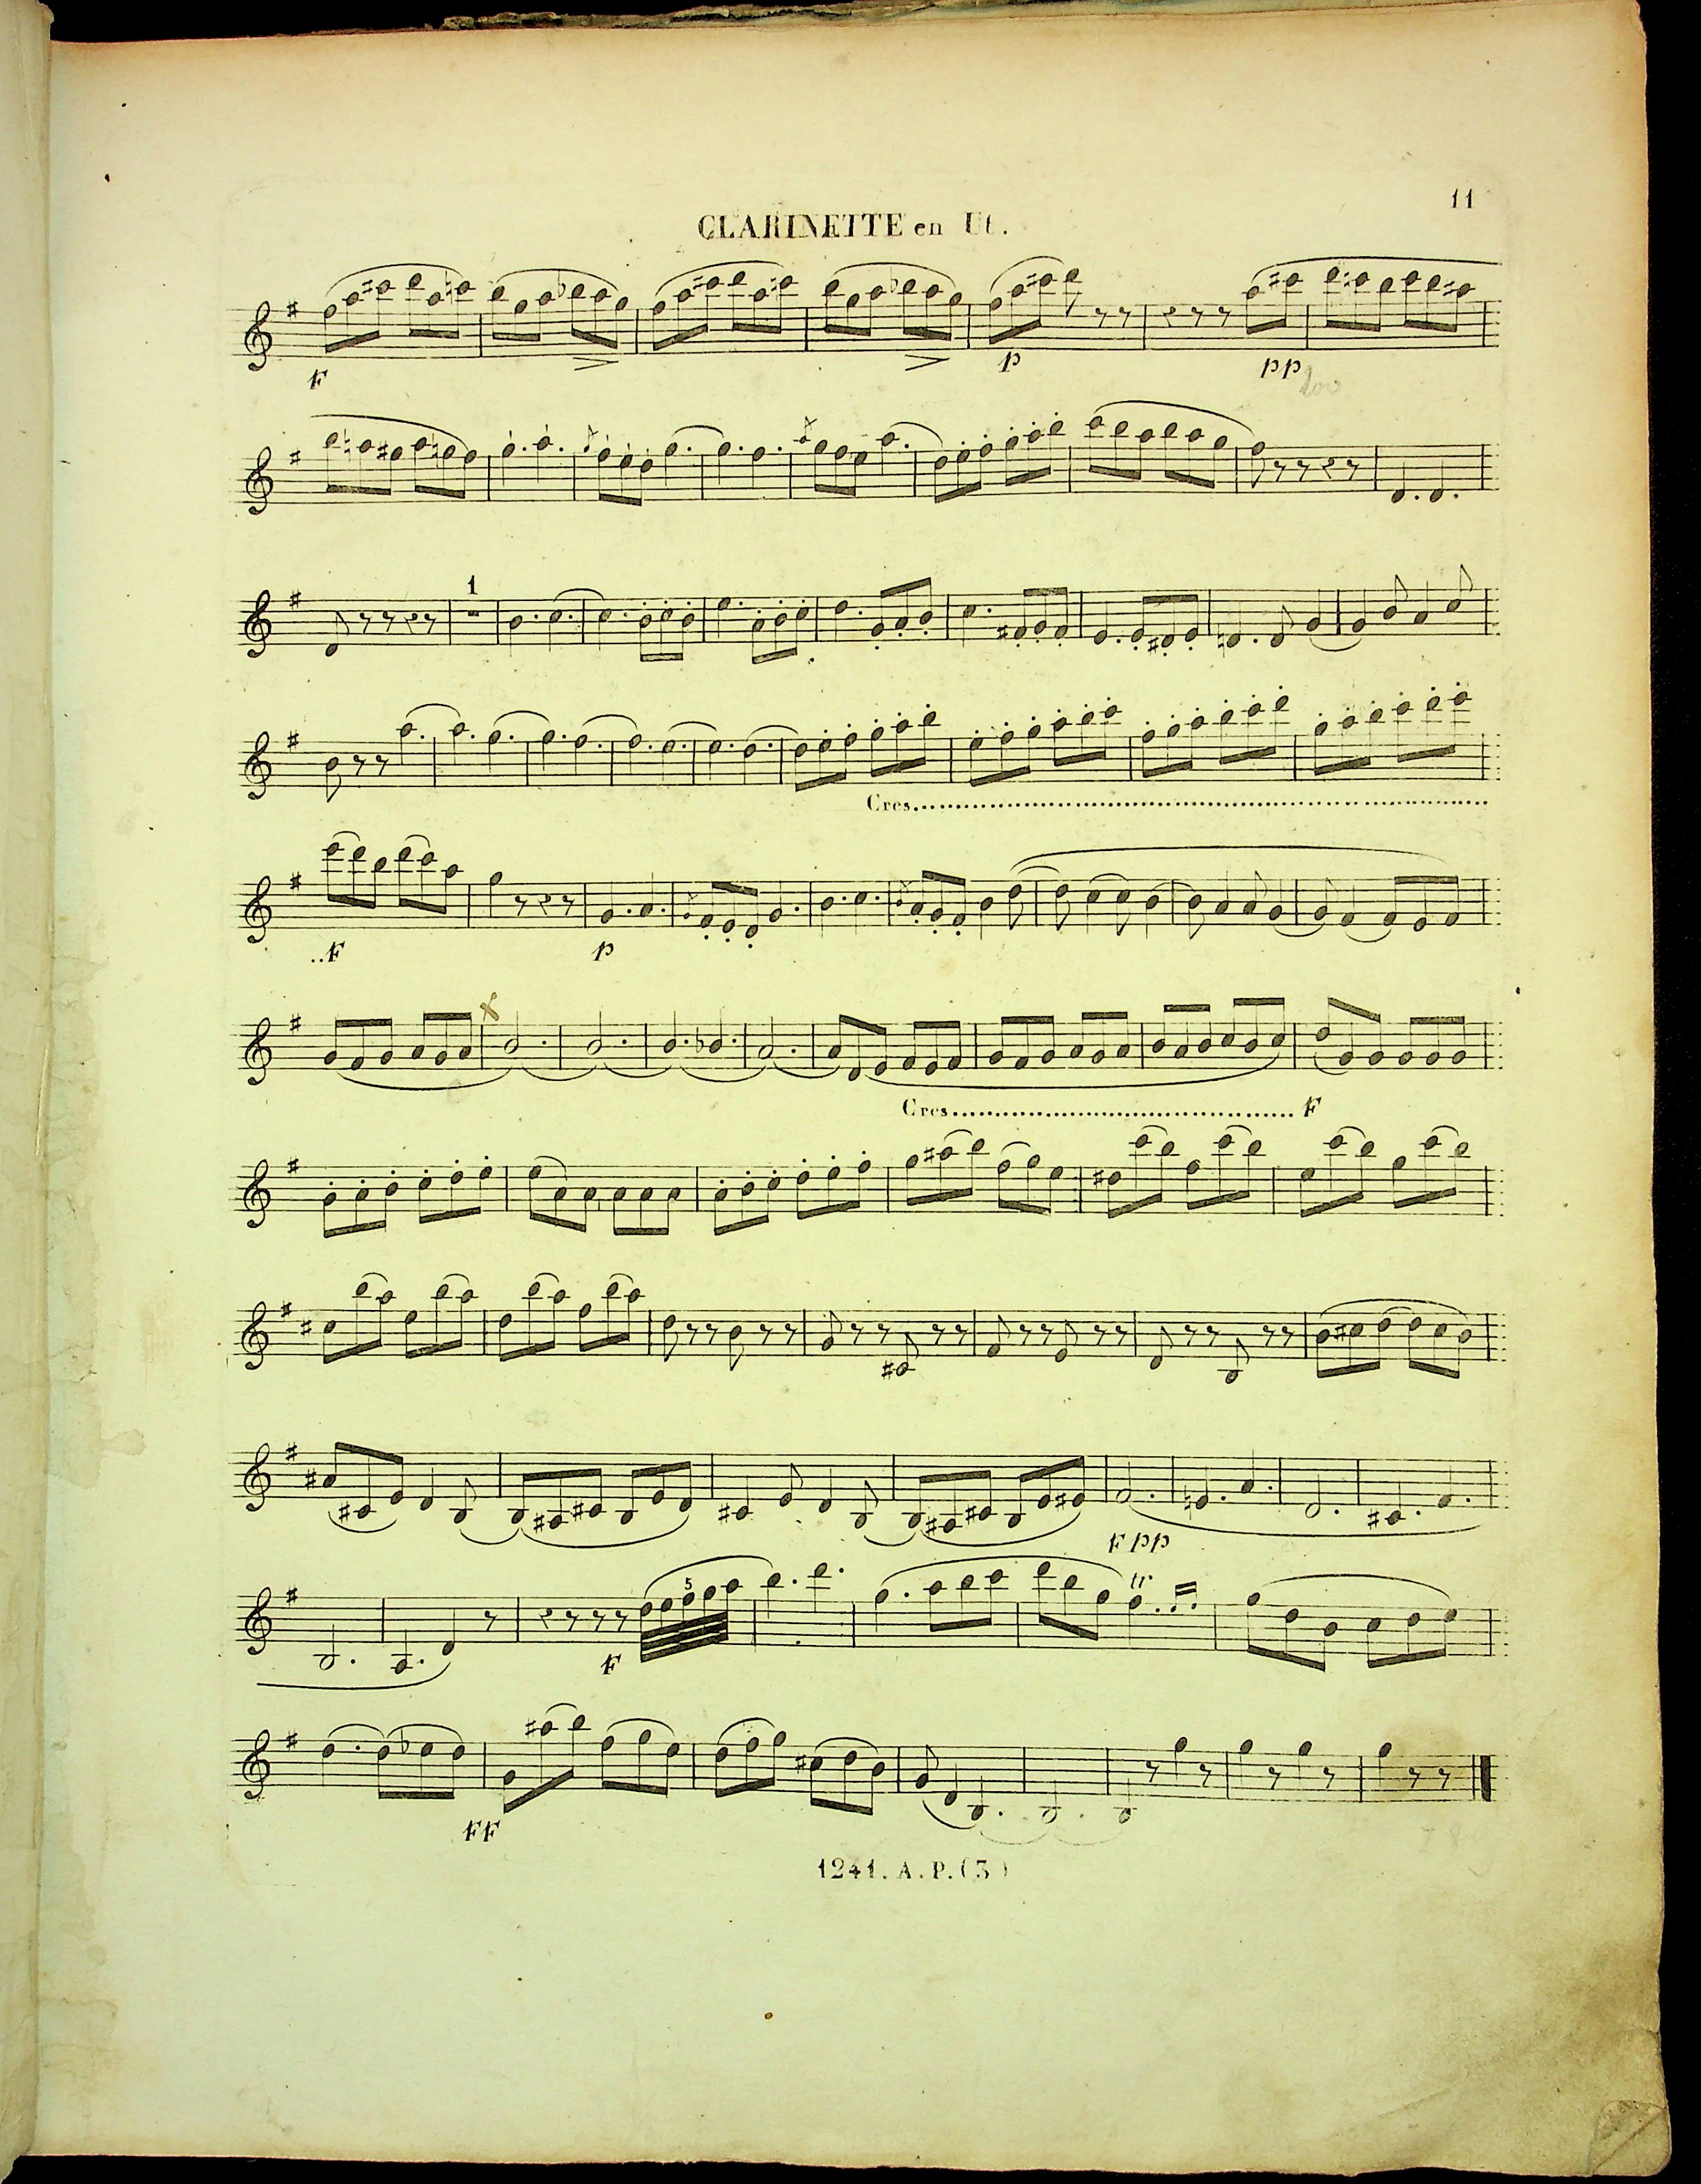 11
CLARINETTE en Ut.
F
p
pp
1
Cres
F
p
Cres
F
F pp
5
tr
F
FF
1241. A. P. (3)